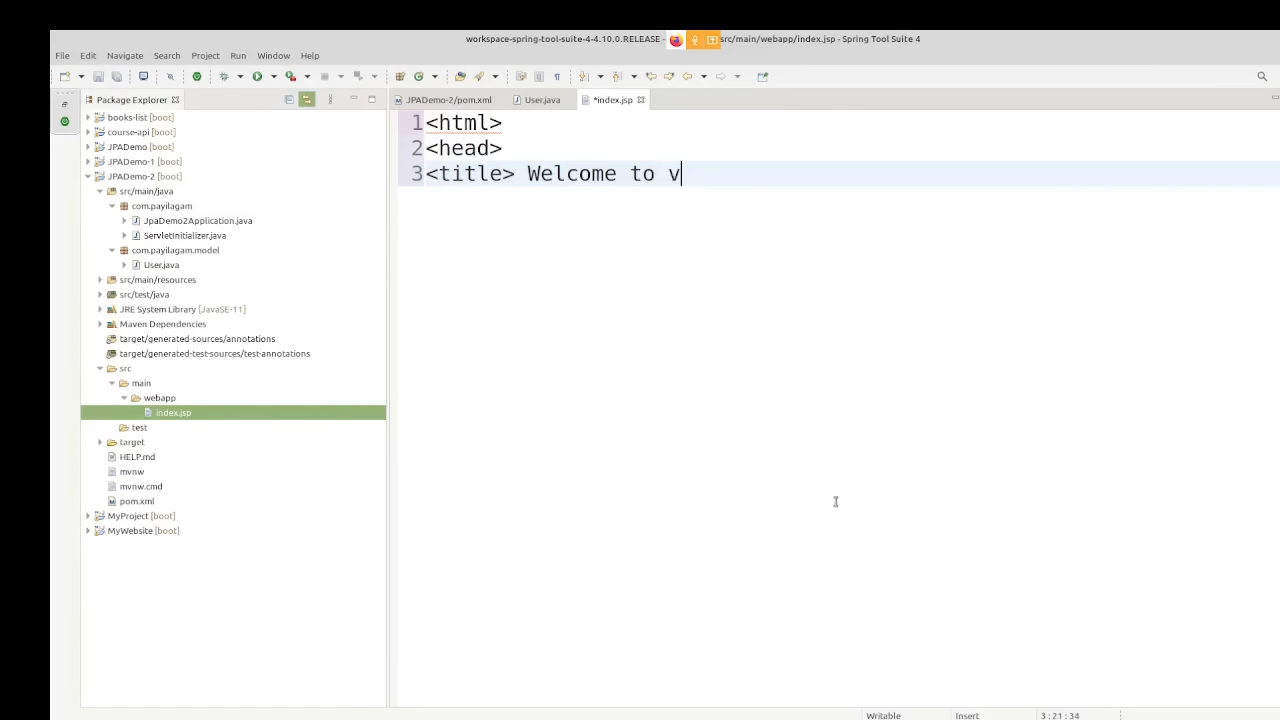 workspace-spring-tool-suite-4-4.10.0.RELEASE - src/main/webapp/index.jsp - Spring Tool Suite 4
File Edit Navigate Search Project Run Window Help
Package Explorer
JPADemo-2/pom.xml User.java *index.jsp
books-list [boot]
course-api [boot]
JPADemo [boot]
JPADemo-1 [boot]
JPADemo-2 [boot]
src/main/java
com.payilagam
JpaDemo2Application.java
ServletInitializer.java
com.payilagam.model
User.java
src/main/resources
src/test/java
JRE System Library [JavaSE-11]
Maven Dependencies
target/generated-sources/annotations
target/generated-test-sources/test-annotations
src
main
webapp
index.jsp
test
target
HELP.md
mvnw
mvnw.cmd
pom.xml
MyProject [boot]
MyWebsite [boot]
1 <html>
2 <head>
3 <title> Welcome to v
Writable Insert 3 : 21 : 34